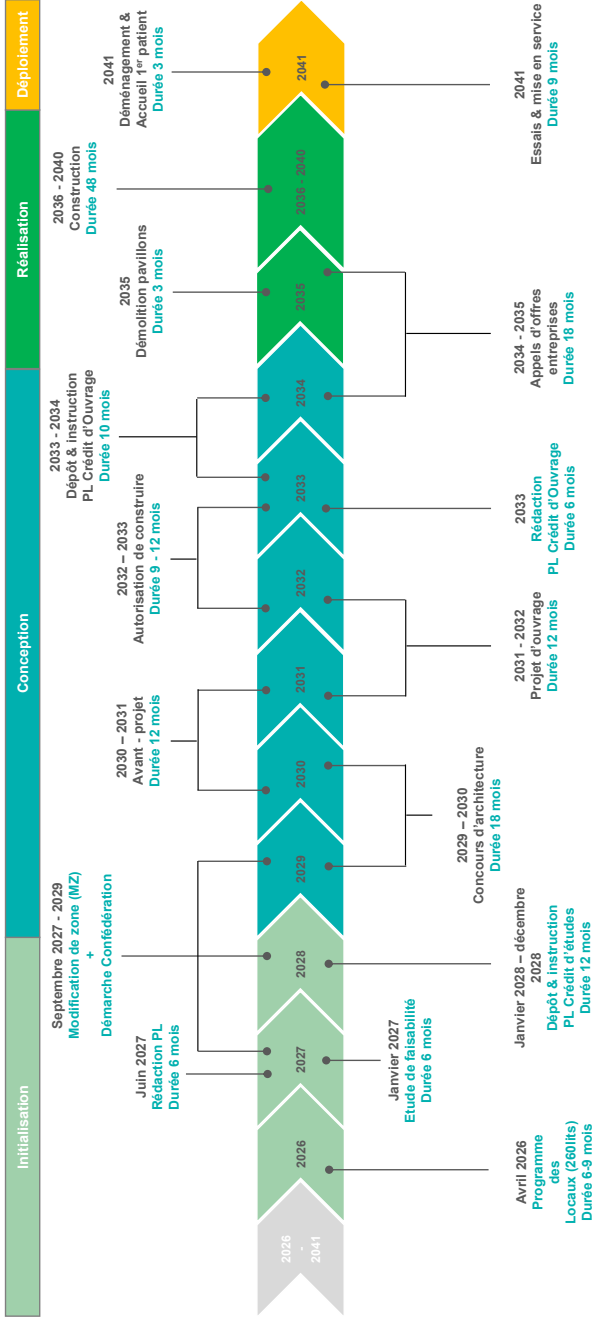 Initialisation
Conception
Réalisation
Déploiement
Septembre 2027 - 2029
Modification de zone (MZ)
+
Démarche Confédération
Juin 2027
Rédaction PL
Durée 6 mois
2030 – 2031
Avant - projet
Durée 12 mois
2032 – 2033
Autorisation de construire
Durée 9 - 12 mois
2033 - 2034
Dépôt & instruction
PL Crédit d'Ouvrage
Durée 10 mois
2035
Démolition pavillons
Durée 3 mois
2036 - 2040
Construction
Durée 48 mois
2041
Déménagement &
Accueil 1er patient
Durée 3 mois
2026
-
2041
2026
2027
2028
2029
2030
2031
2032
2033
2034
2035
2036 - 2040
2041
Avril 2026
Programme
des
Locaux (260lits)
Durée 6-9 mois
Janvier 2027
Etude de faisabilité
Durée 6 mois
Janvier 2028 – décembre
2028
Dépôt & instruction
PL Crédit d'études
Durée 12 mois
2029 – 2030
Concours d'architecture
Durée 18 mois
2031 - 2032
Projet d'ouvrage
Durée 12 mois
2033
Rédaction
PL Crédit d'Ouvrage
Durée 6 mois
2034 - 2035
Appels d'offres
entreprises
Durée 18 mois
2041
Essais & mise en service
Durée 9 mois